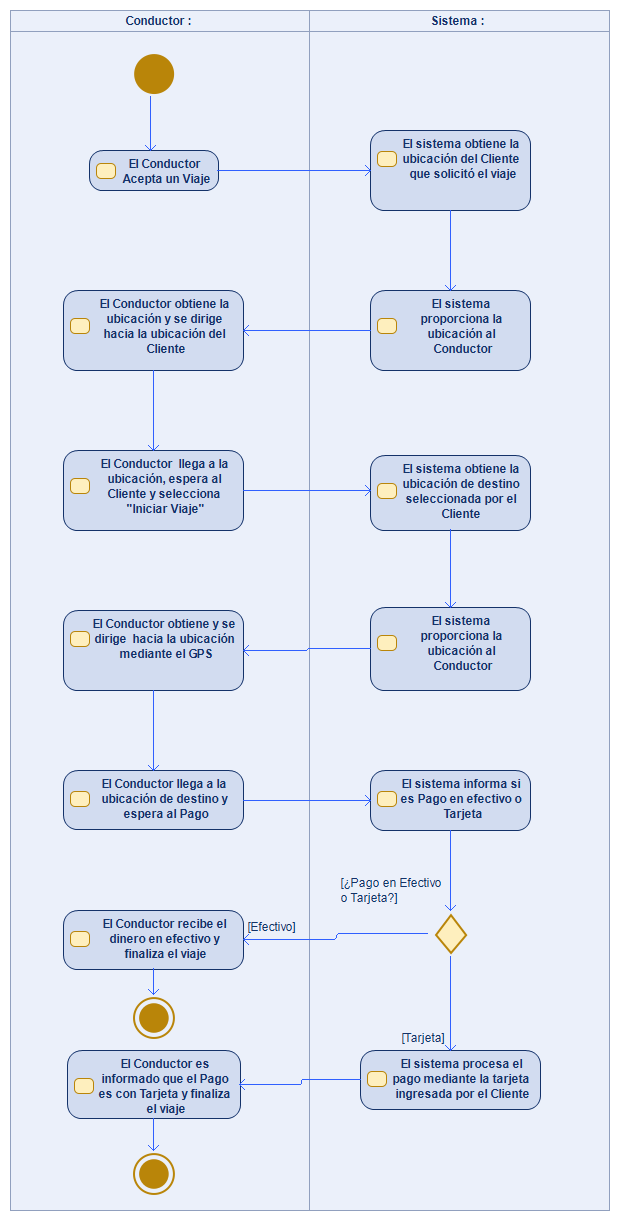 Conductor :
Sistema :
El Conductor
Acepta un Viaje
El sistema obtiene la
ubicación del Cliente
que solicitó el viaje
El sistema
proporciona la
ubicación al
Conductor
El Conductor obtiene la
ubicación y se dirige
hacia la ubicación del
Cliente
El Conductor llega a la
ubicación, espera al
Cliente y selecciona
"Iniciar Viaje"
El sistema obtiene la
ubicación de destino
seleccionada por el
Cliente
El sistema
proporciona la
ubicación al
Conductor
El Conductor obtiene y se
dirige hacia la ubicación
mediante el GPS
El Conductor llega a la
ubicación de destino y
espera al Pago
El sistema informa si
es Pago en efectivo o
Tarjeta
[¿Pago en Efectivo
o Tarjeta?]
[Efectivo]
El Conductor recibe el
dinero en efectivo y
finaliza el viaje
[Tarjeta]
El sistema procesa el
pago mediante la tarjeta
ingresada por el Cliente
El Conductor es
informado que el Pago
es con Tarjeta y finaliza
el viaje